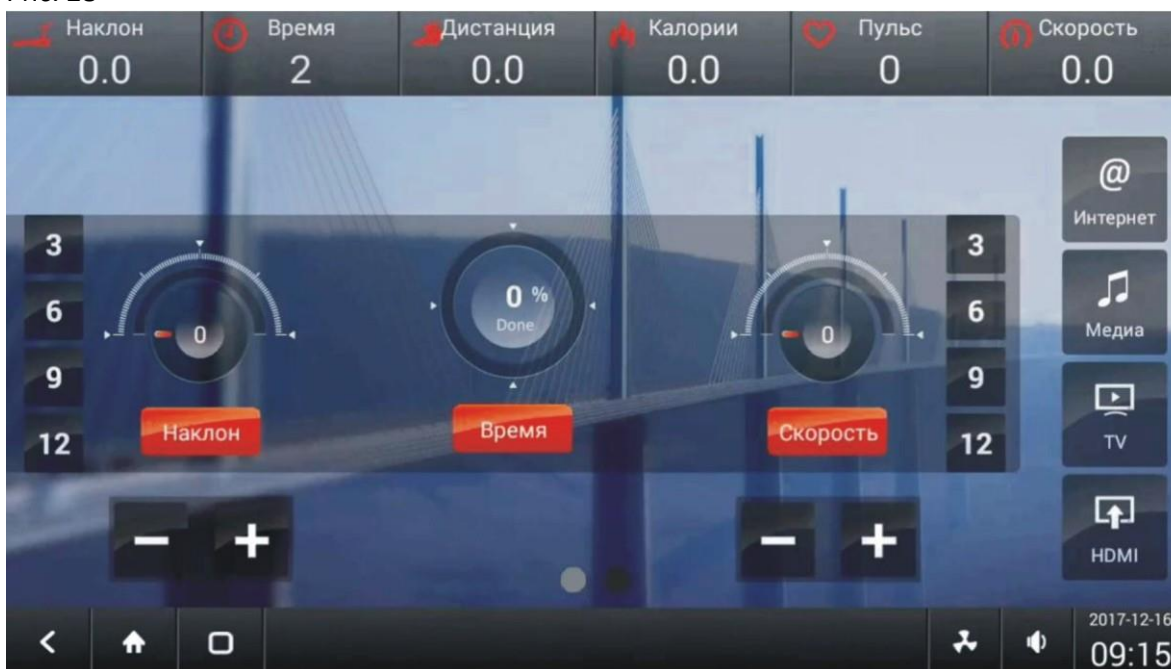 Наклон Время Дистанция Калории Пульс Скорость
0.0 2 0.0 0.0 0 0.0
@
Интернет
3 3
6 0 0 % 0 6
Done
Медиа
9 9
Наклон Время Скорость
12 12
TV
− + − +
HDMI
2017-12-16
09:15